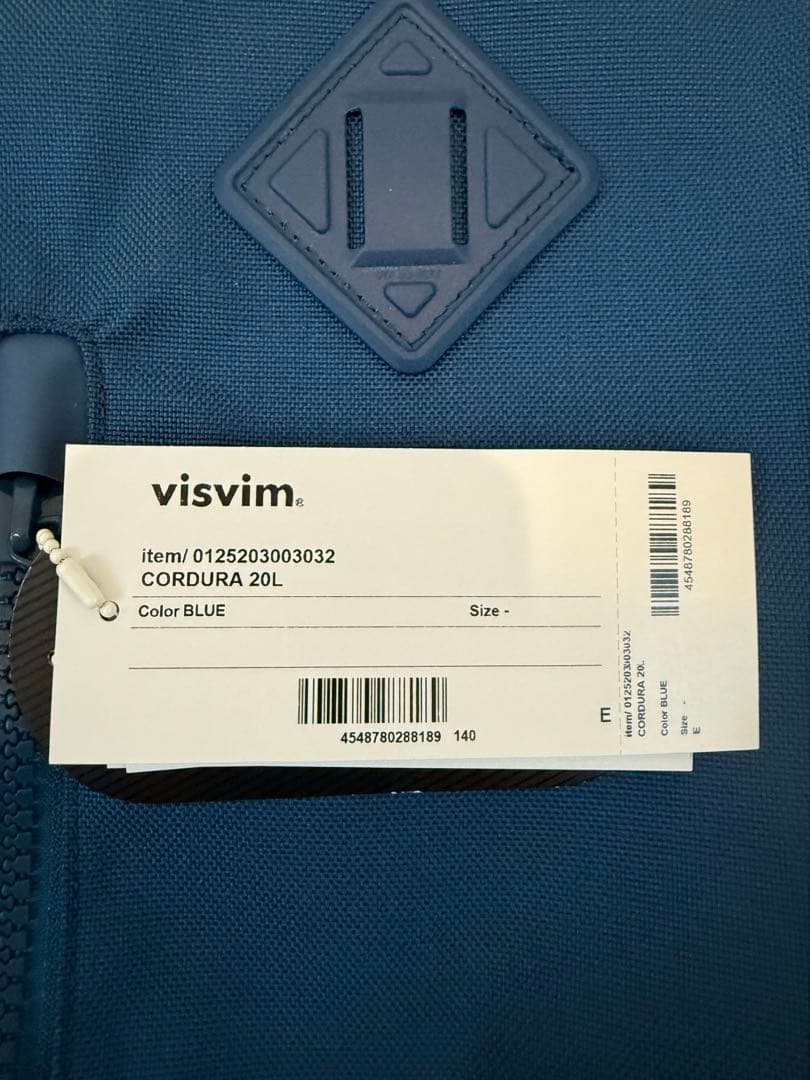 visvim®
item/ 0125203003032
CORDURA 20L
Color BLUE Size -
4548780288189 140
E
4548780288189
item/ 0125203003032
CORDURA 20L
Color BLUE
Size -
E